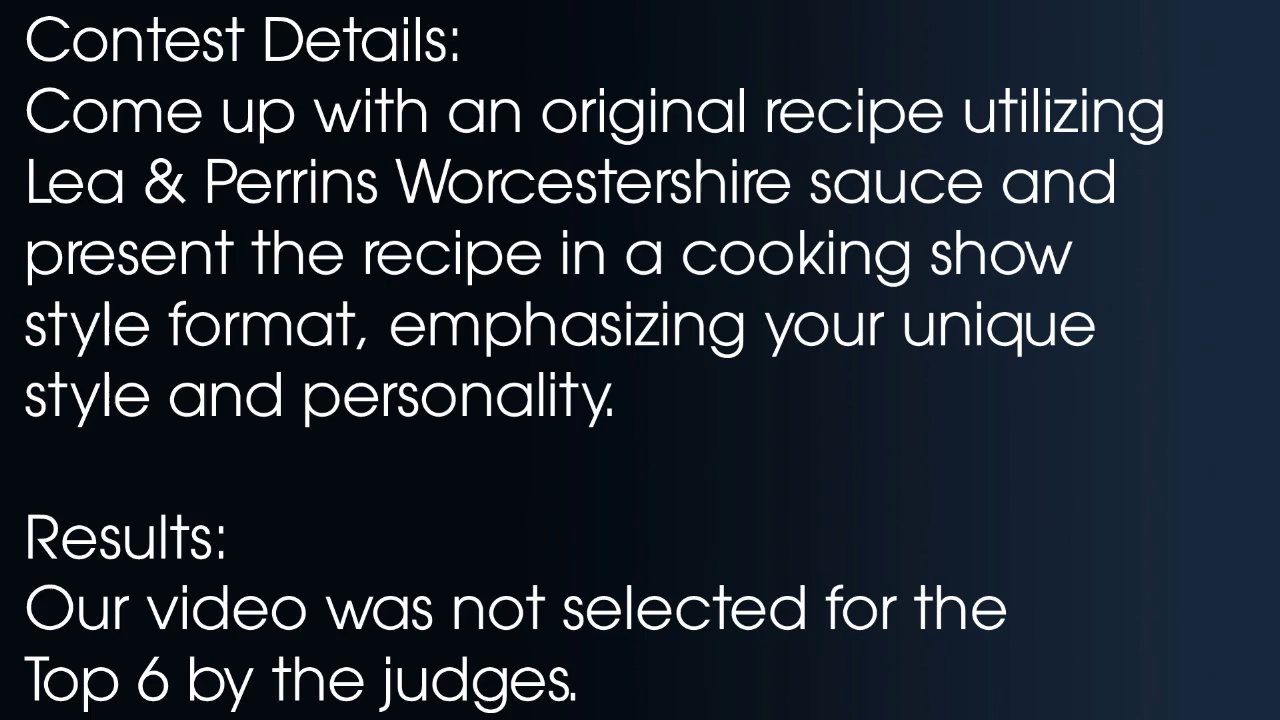 Contest Details:
Come up with an original recipe utilizing
Lea & Perrins Worcestershire sauce and
present the recipe in a cooking show
style format, emphasizing your unique
style and personality.
Results:
Our video was not selected for the
Top 6 by the judges.